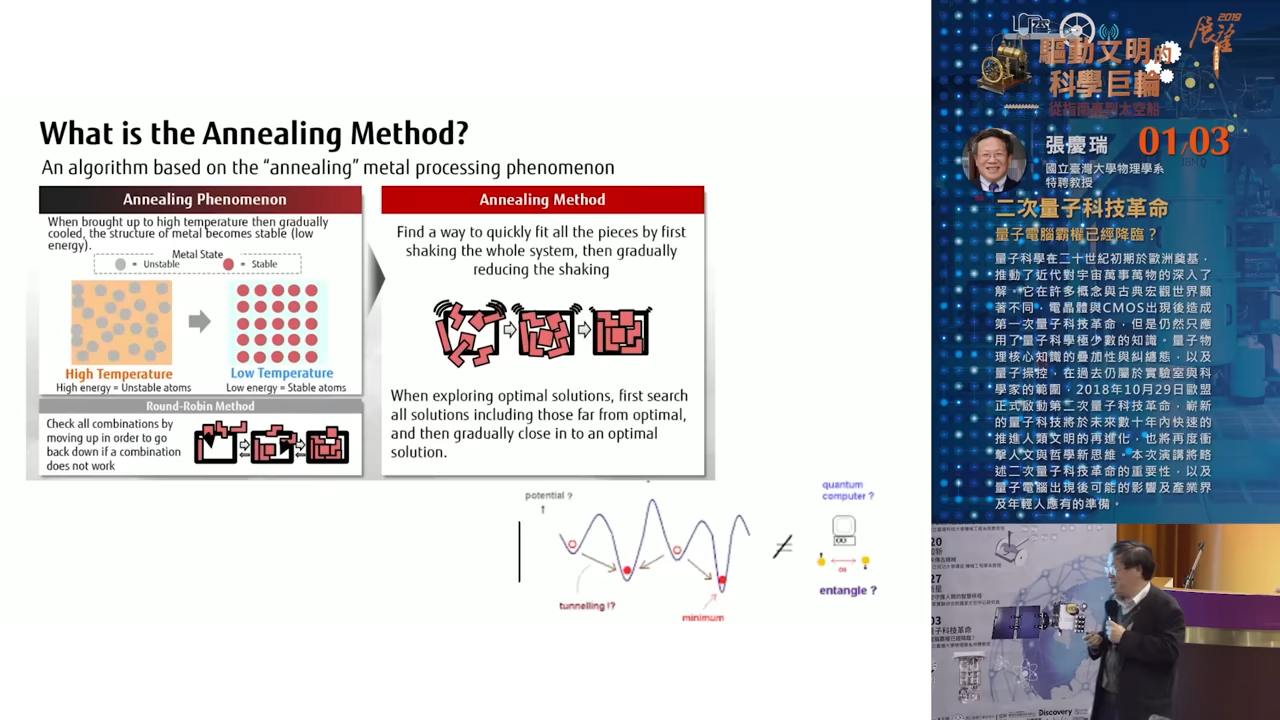 What is the Annealing Method?
An algorithm based on the “annealing” metal processing phenomenon
Annealing Phenomenon
When brought up to high temperature then gradually
cooled, the structure of metal becomes stable (low
energy).
Metal State
= Unstable
= Stable
High Temperature
Low Temperature
High energy = Unstable atoms
Low energy = Stable atoms
Round-Robin Method
Check all combinations by
moving up in order to go
back down if a combination
does not work
Annealing Method
Find a way to quickly fit all the pieces by first
shaking the whole system, then gradually
reducing the shaking
When exploring optimal solutions, first search
all solutions including those far from optimal,
and then gradually close in to an optimal
solution.
potential ?
tunnelling !?
minimum
quantum
computer ?
entangle ?
2019
展望
驅動文明的
科學巨輪
從指南車到太空船
張慶瑞
01/03
國立臺灣大學物理學系
特聘教授
二次量子科技革命
量子電腦霸權已經降臨？
量子科學在二十世紀初期於歐洲奠基，
推動了近代對宇宙萬事萬物的深入了
解。它在許多概念與古典宏觀世界顯
著不同，電晶體與CMOS出現後造成
第一次量子科技革命，但是仍然只應
用了量子科學極少數的知識。量子物
理核心知識的疊加性與糾纏態，以及
量子操控，在過去仍屬於實驗室與科
學家的範圍，2018年10月29日歐盟
正式啟動第二次量子科技革命，嶄新
的量子科技將於未來數十年內快速的
推進人類文明的再進化，也將再度衝
擊人文與哲學新思維。本次演講將略
述二次量子科技革命的重要性，以及
量子電腦出現後可能的影響及產業界
及年輕人應有的準備。
20
27
03
量子科技革命
Discovery